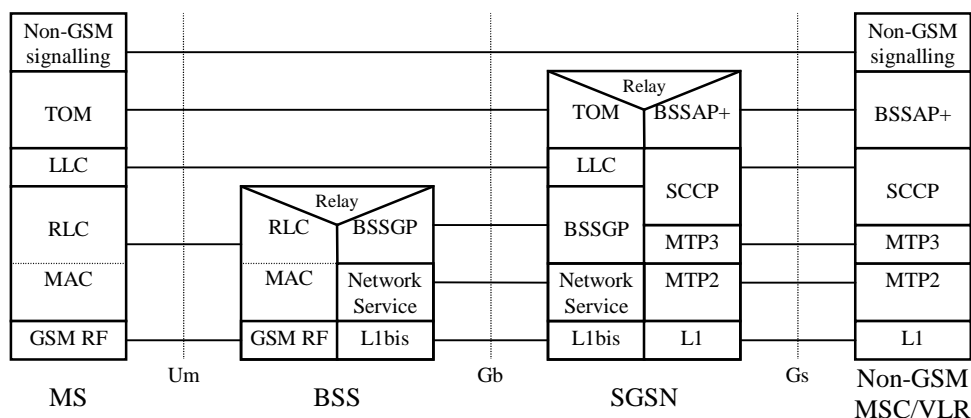 Non-GSM
signalling
Non-GSM
signalling
Relay
TOM
TOM
BSSAP+
BSSAP+
LLC
LLC
SCCP
SCCP
Relay
RLC
RLC
BSSGP
BSSGP
MTP3
MTP3
MAC
MAC
Network
Service
Network
Service
MTP2
MTP2
GSM RF
GSM RF
L1bis
L1bis
L1
L1
Um
Gb
Gs
MS
BSS
SGSN
Non-GSM
MSC/VLR